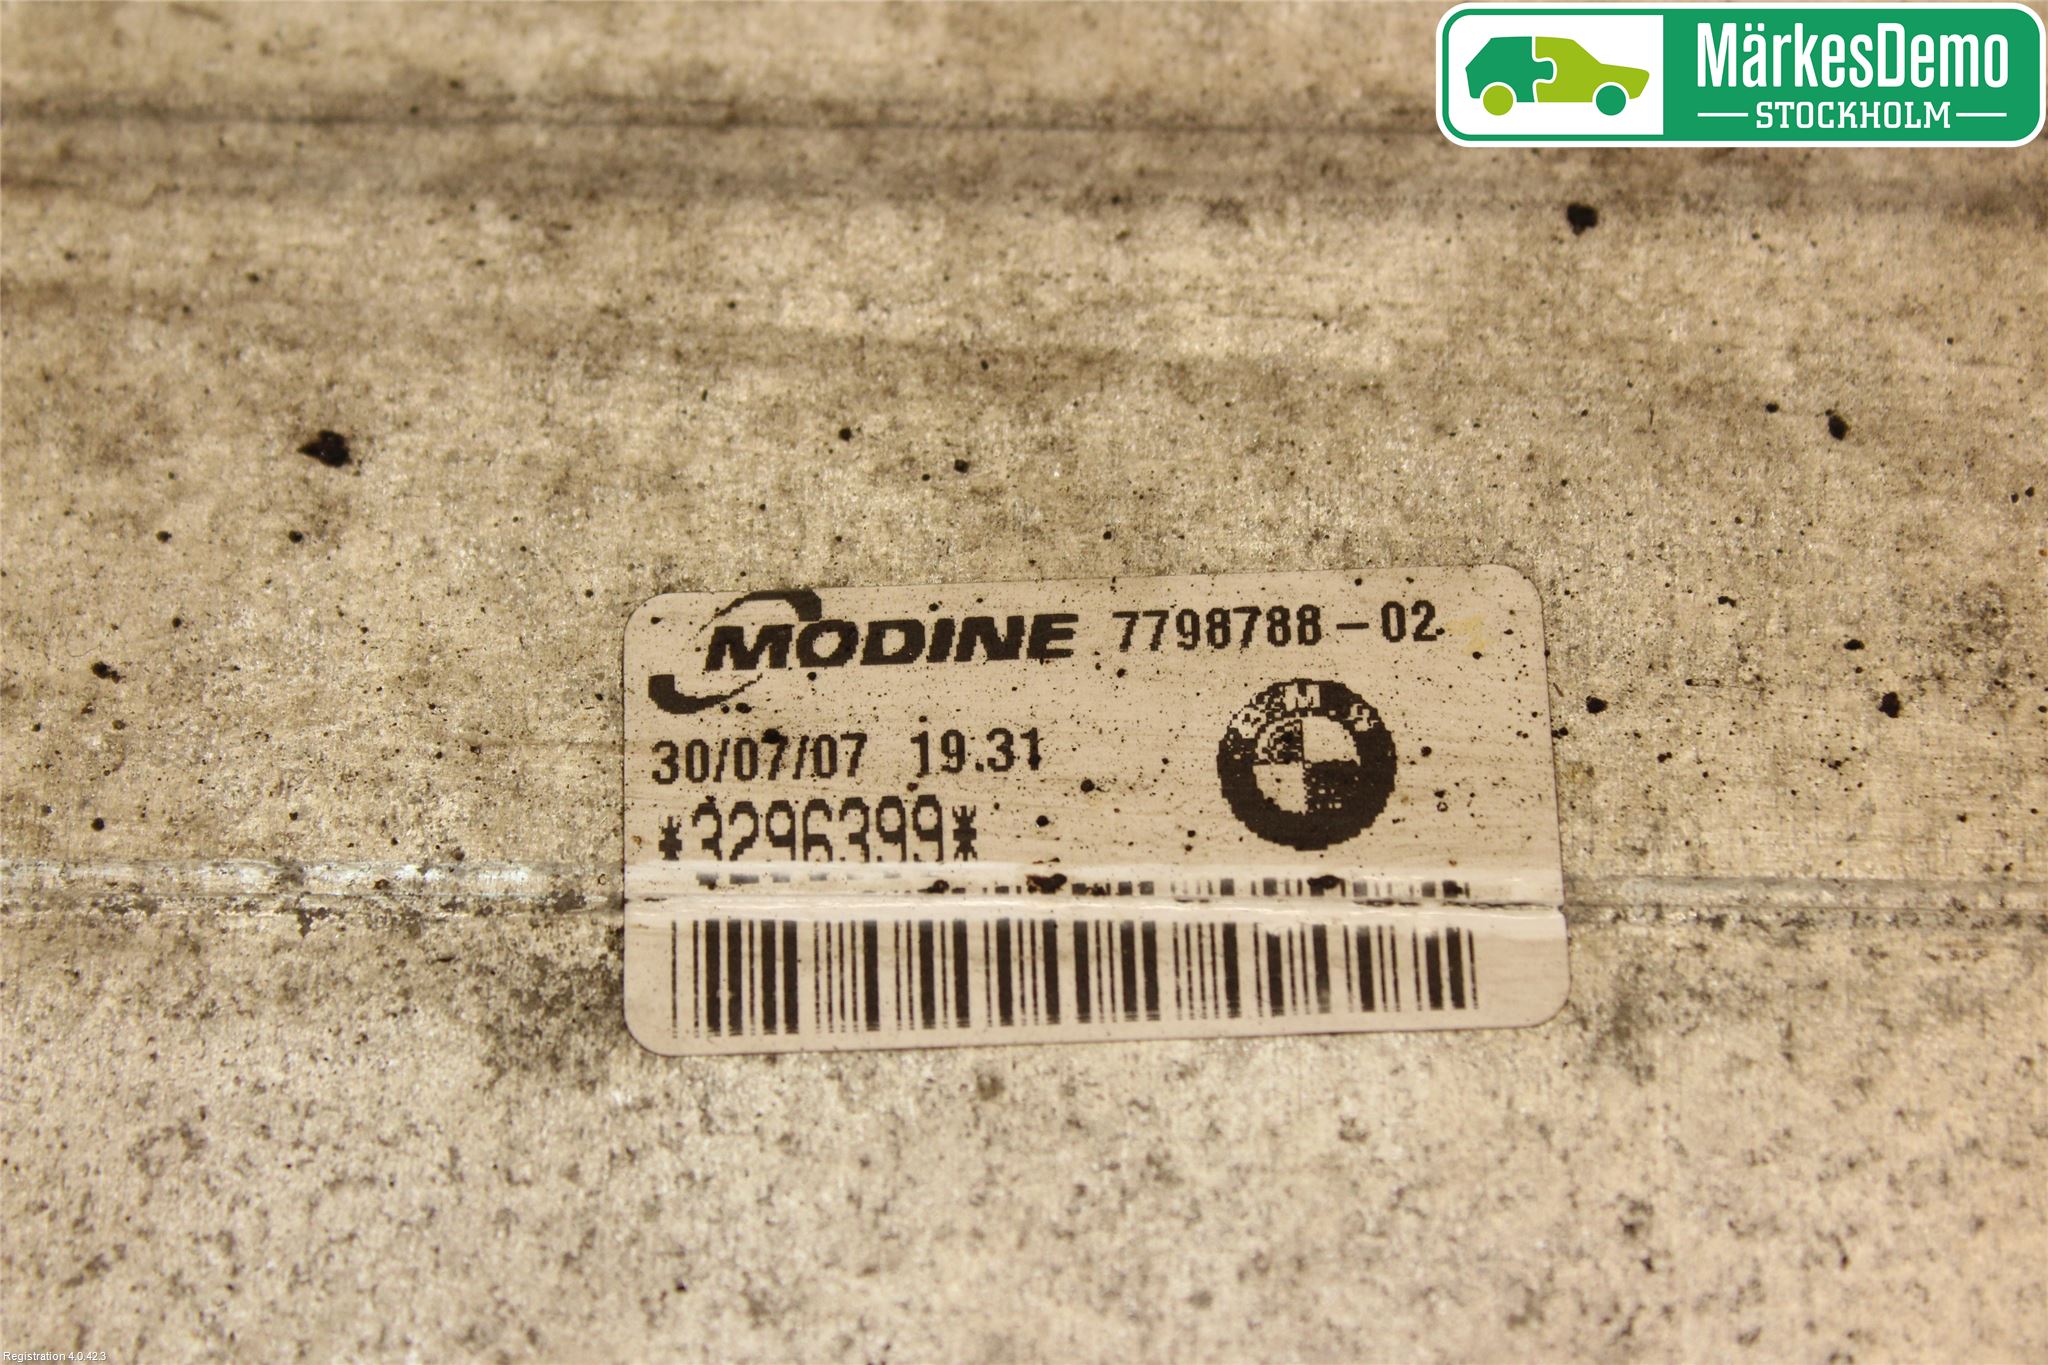 MärkesDemo
STOCKHOLM
MODINE 7798788-02
30/07/07 19.31
*3296399*
Registration 4.0.42.3